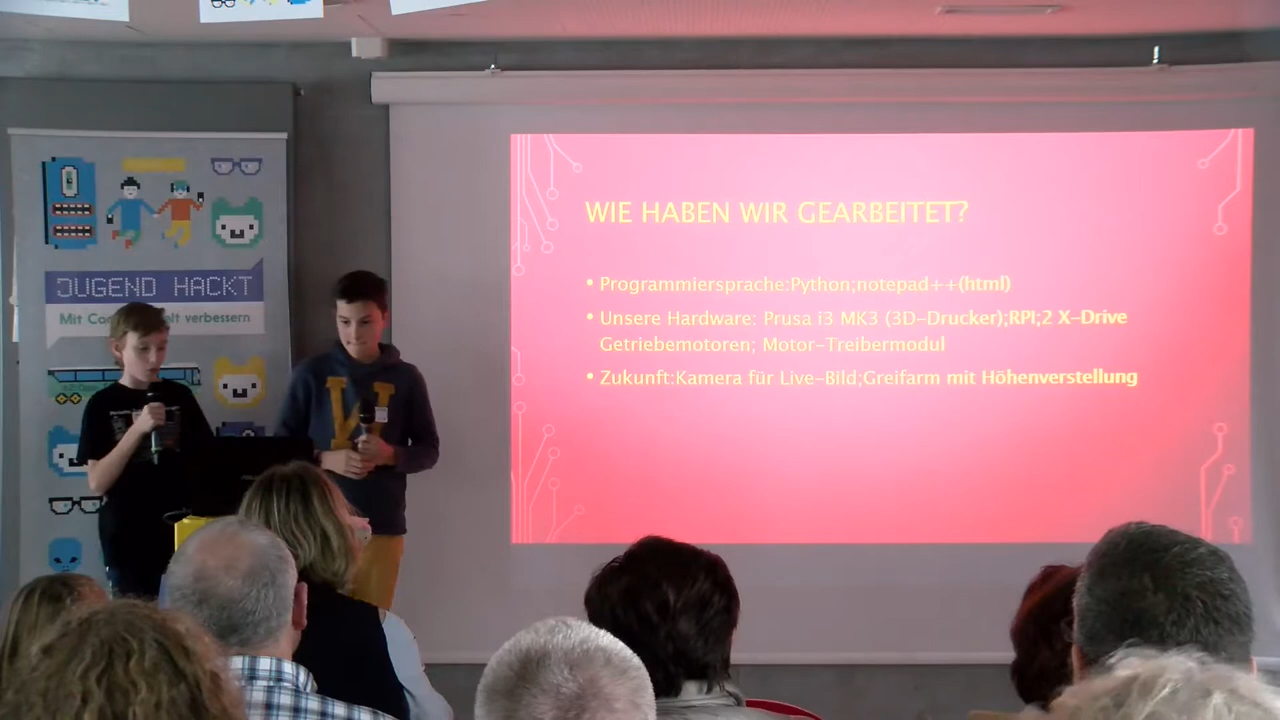 JUGEND HACKT
Mit Co lt verbessern
WIE HABEN WIR GEARBEITET?
• Programmiersprache:Python;notepad++(html)
• Unsere Hardware: Prusa i3 MK3 (3D-Drucker);RPI;2 X-Drive
Getriebemotoren; Motor-Treibermodul
• Zukunft:Kamera für Live-Bild;Greifarm mit Höhenverstellung